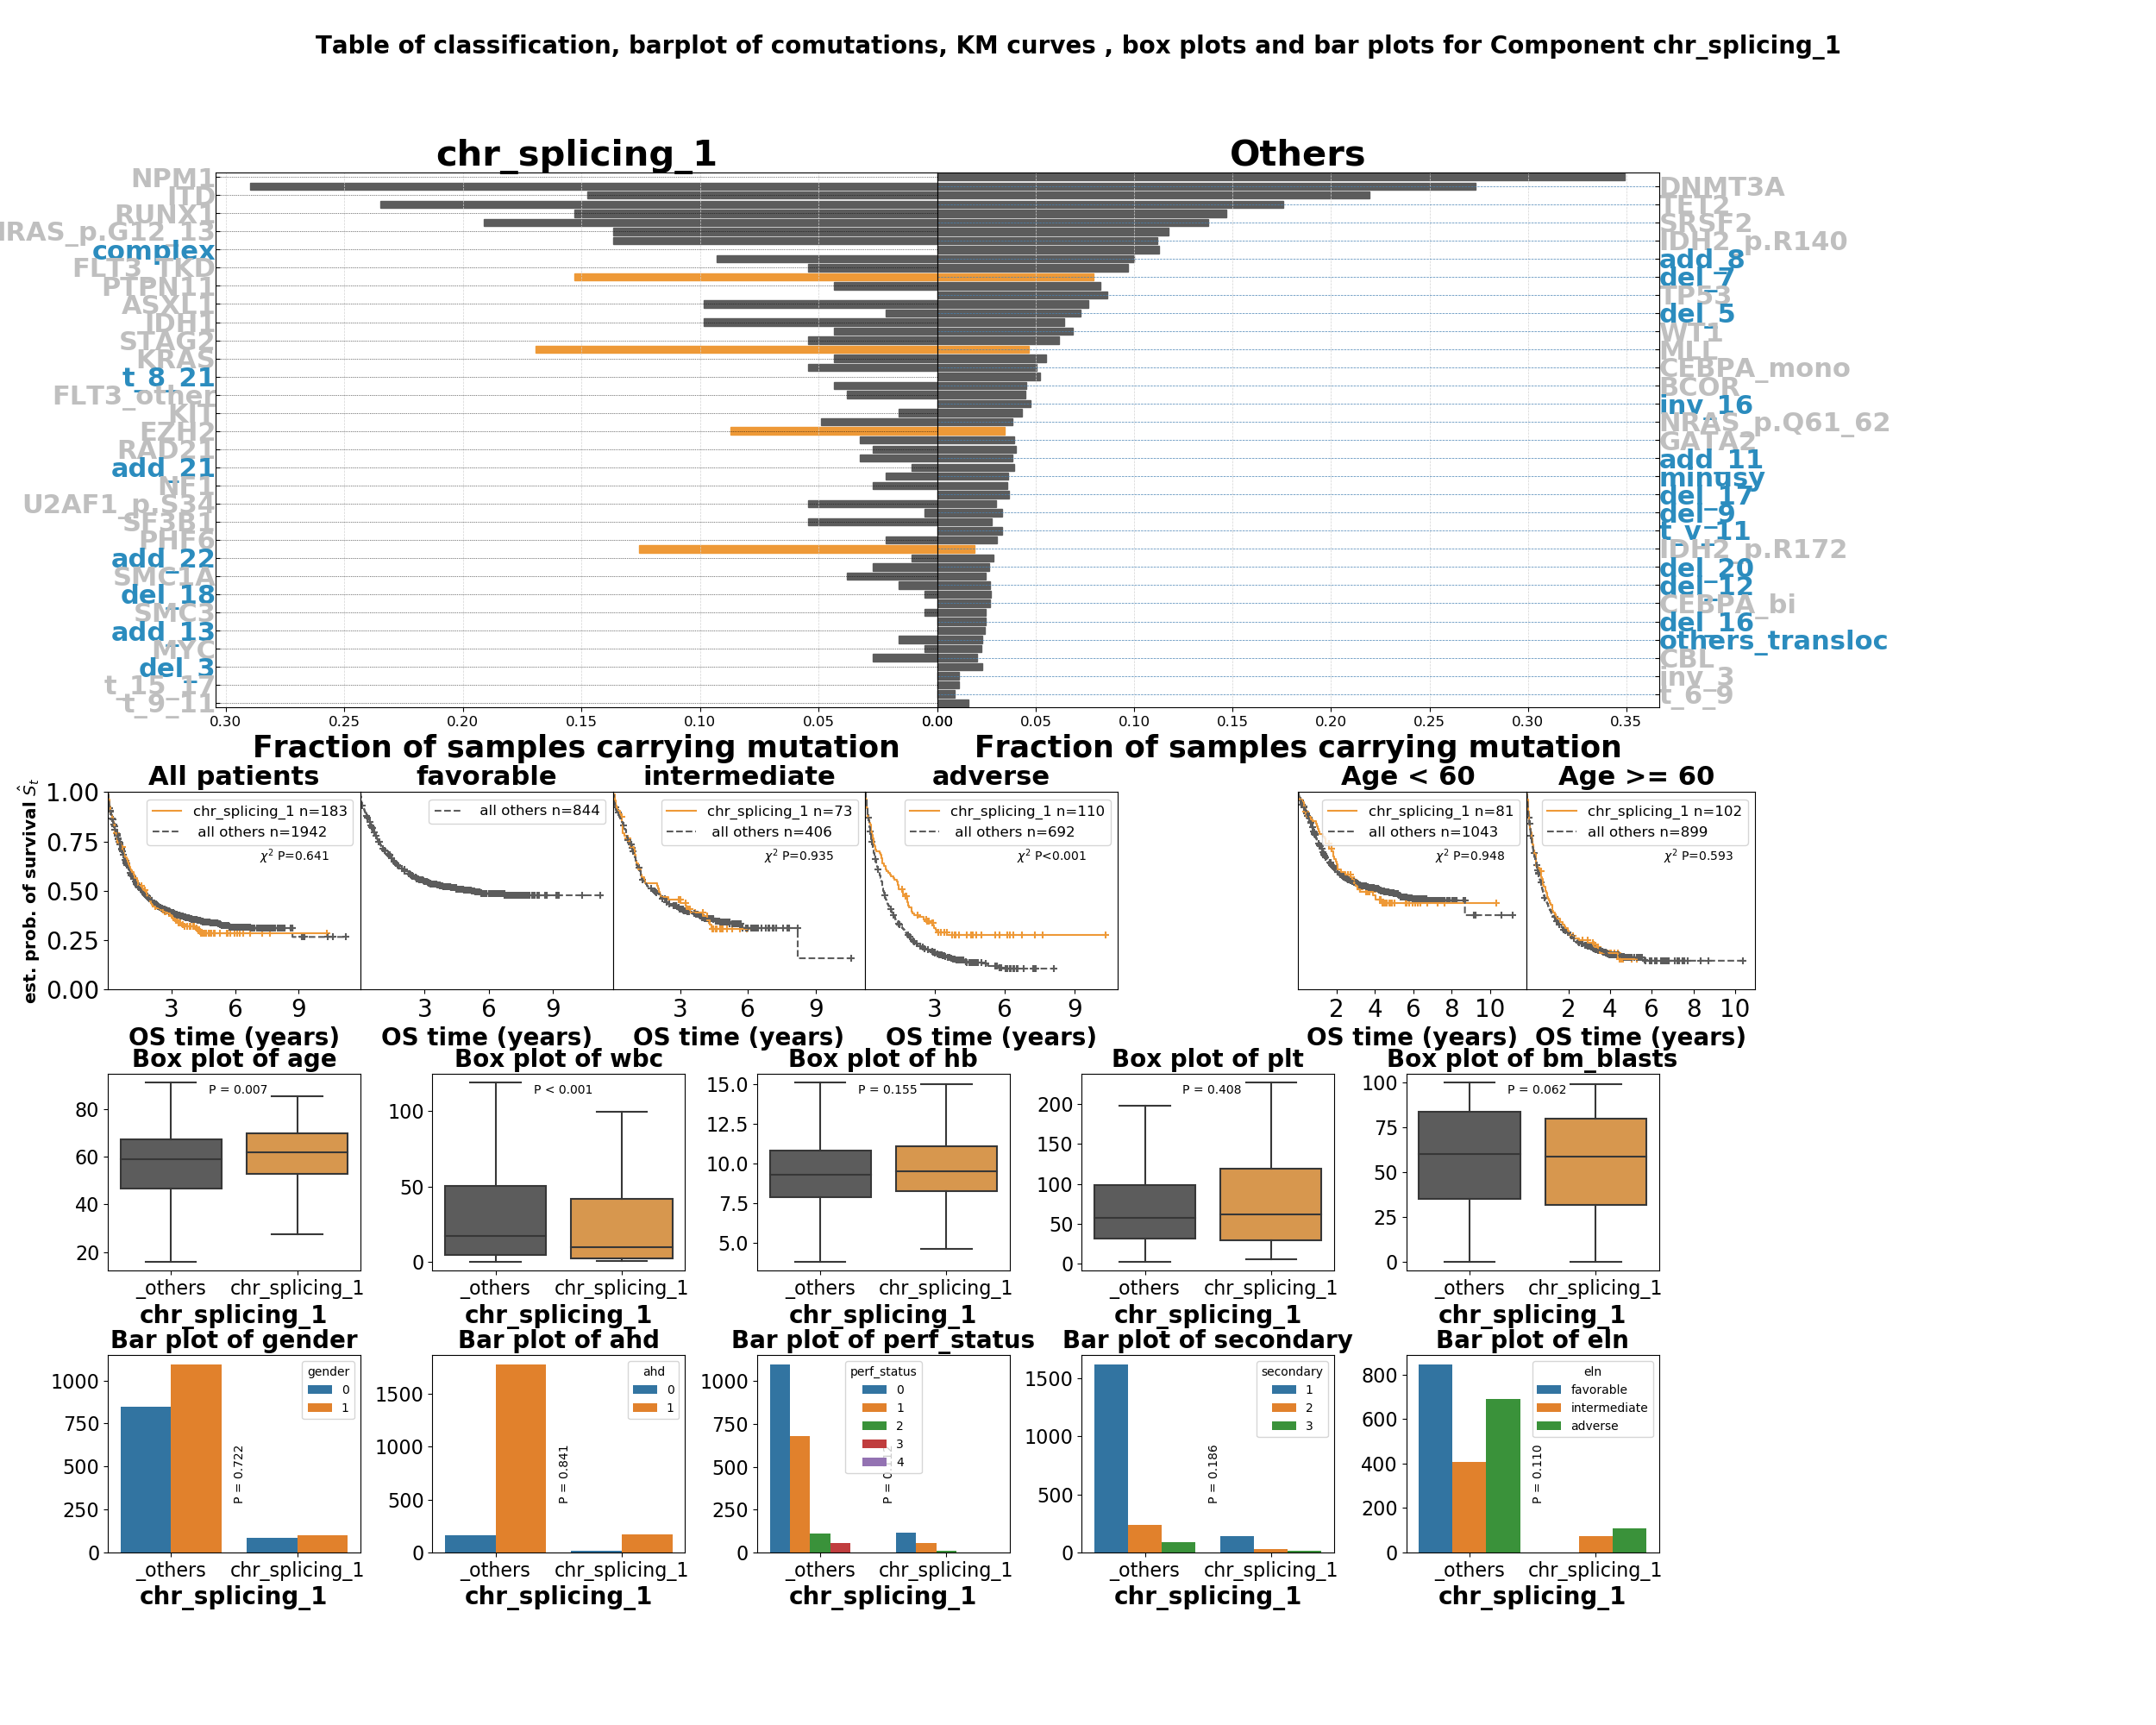 Table of classification, barplot of comutations, KM curves , box plots and bar plots for Component chr_splicing_1
chr_splicing_1
Others
NPM1
ITD
RUNX1
NRAS_p.G12_13
complex
FLT3_TKD
PTPN11
ASXL1
IDH1
STAG2
KRAS
t_8_21
FLT3_other
KIT
EZH2
RAD21
add_21
NF1
U2AF1_p.S34
SF3B1
PHF6
add_22
SMC1A
del_18
SMC3
add_13
MYC
del_3
t_15_17
t_9_11
DNMT3A
TET2
SRSF2
IDH2_p.R140
add_8
del_7
TP53
del_5
WT1
MLL
CEBPA_mono
BCOR
inv_16
NRAS_p.Q61_62
GATA2
add_11
minusy
del_17
del_9
t_v_11
IDH2_p.R172
del_20
del_12
CEBPA_bi
del_16
others_transloc
CBL
inv_3
t_6_9
0.30 0.25 0.20 0.15 0.10 0.05 0.00 0.05 0.10 0.15 0.20 0.25 0.30 0.35
Fraction of samples carrying mutation
Fraction of samples carrying mutation
est. prob. of survival Ŝt
1.00
0.75
0.50
0.25
0.00
All patients
chr_splicing_1 n=183
all others n=1942
χ² P=0.641
3 6 9
OS time (years)
favorable
all others n=844
3 6 9
OS time (years)
intermediate
chr_splicing_1 n=73
all others n=406
χ² P=0.935
3 6 9
OS time (years)
adverse
chr_splicing_1 n=110
all others n=692
χ² P<0.001
3 6 9
OS time (years)
Age < 60
chr_splicing_1 n=81
all others n=1043
χ² P=0.948
2 4 6 8 10
OS time (years)
Age >= 60
chr_splicing_1 n=102
all others n=899
χ² P=0.593
2 4 6 8 10
OS time (years)
Box plot of age
P = 0.007
80
60
40
20
_others chr_splicing_1
chr_splicing_1
Box plot of wbc
P < 0.001
100
50
0
_others chr_splicing_1
chr_splicing_1
Box plot of hb
P = 0.155
15.0
12.5
10.0
7.5
5.0
_others chr_splicing_1
chr_splicing_1
Box plot of plt
P = 0.408
200
150
100
50
0
_others chr_splicing_1
chr_splicing_1
Box plot of bm_blasts
P = 0.062
100
75
50
25
0
_others chr_splicing_1
chr_splicing_1
Bar plot of gender
gender
0
1
P = 0.722
1000
750
500
250
0
_others chr_splicing_1
chr_splicing_1
Bar plot of ahd
ahd
0
1
P = 0.841
1500
1000
500
0
_others chr_splicing_1
chr_splicing_1
Bar plot of perf_status
perf_status
0
1
2
3
4
1000
750
500
250
0
_others chr_splicing_1
chr_splicing_1
Bar plot of secondary
secondary
1
2
3
P = 0.186
1500
1000
500
0
_others chr_splicing_1
chr_splicing_1
Bar plot of eln
eln
favorable
intermediate
adverse
P = 0.110
800
600
400
200
0
_others chr_splicing_1
chr_splicing_1